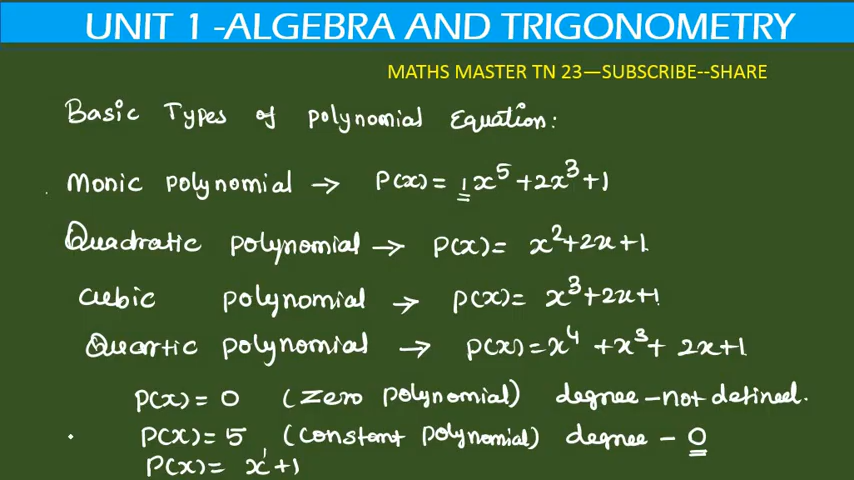 UNIT 1 -ALGEBRA AND TRIGONOMETRY
MATHS MASTER TN 23—SUBSCRIBE--SHARE
Basic Types of polynomial Equation:
Monic polynomial → P(x) = 1x⁵ + 2x³ + 1
Quadratic polynomial → P(x) = x² + 2x + 1
cubic polynomial → P(x) = x³ + 2x + 1
Quartic polynomial → P(x) = x⁴ + x³ + 2x + 1
P(x) = 0 (Zero polynomial) degree - not defined.
P(x) = 5 (constant polynomial) degree - 0
P(x) = x¹ + 1